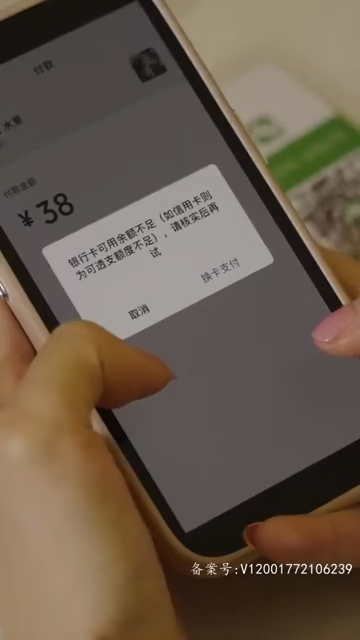 付款
水果
付款金额
¥38
银行卡可用余额不足（如信用卡则
为可透支额度不足），请核实后再
试
取消
换卡支付
备案号:V12001772106239